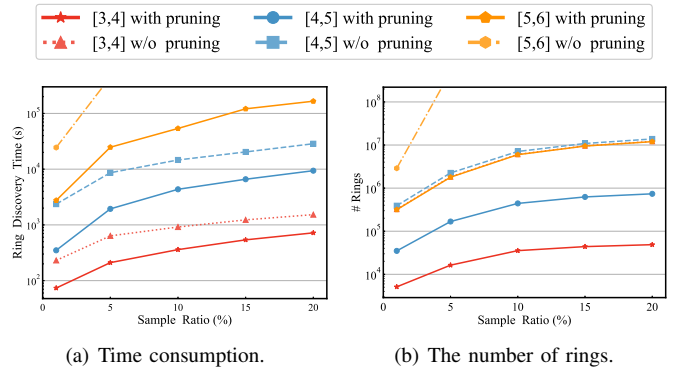 [3,4] with pruning [4,5] with pruning [5,6] with pruning
[3,4] w/o pruning [4,5] w/o pruning [5,6] w/o pruning
Ring Discovery Time (s)
10^5
10^4
10^3
10^2
1 5 10 15 20
Sample Ratio (%)
(a) Time consumption.
# Rings
10^8
10^7
10^6
10^5
10^4
1 5 10 15 20
Sample Ratio (%)
(b) The number of rings.